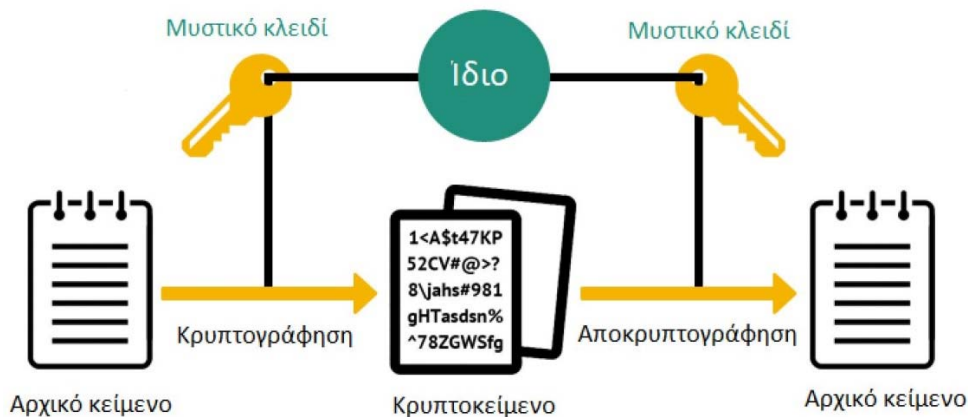 Μυστικό κλειδί
Ίδιο
Μυστικό κλειδί
1<A$t47KP
52CV#@>?
8\jahs#981
gHTasdsn%
^78ZGWSfg
Κρυπτογράφηση
Αποκρυπτογράφηση
Αρχικό κείμενο
Κρυπτοκείμενο
Αρχικό κείμενο